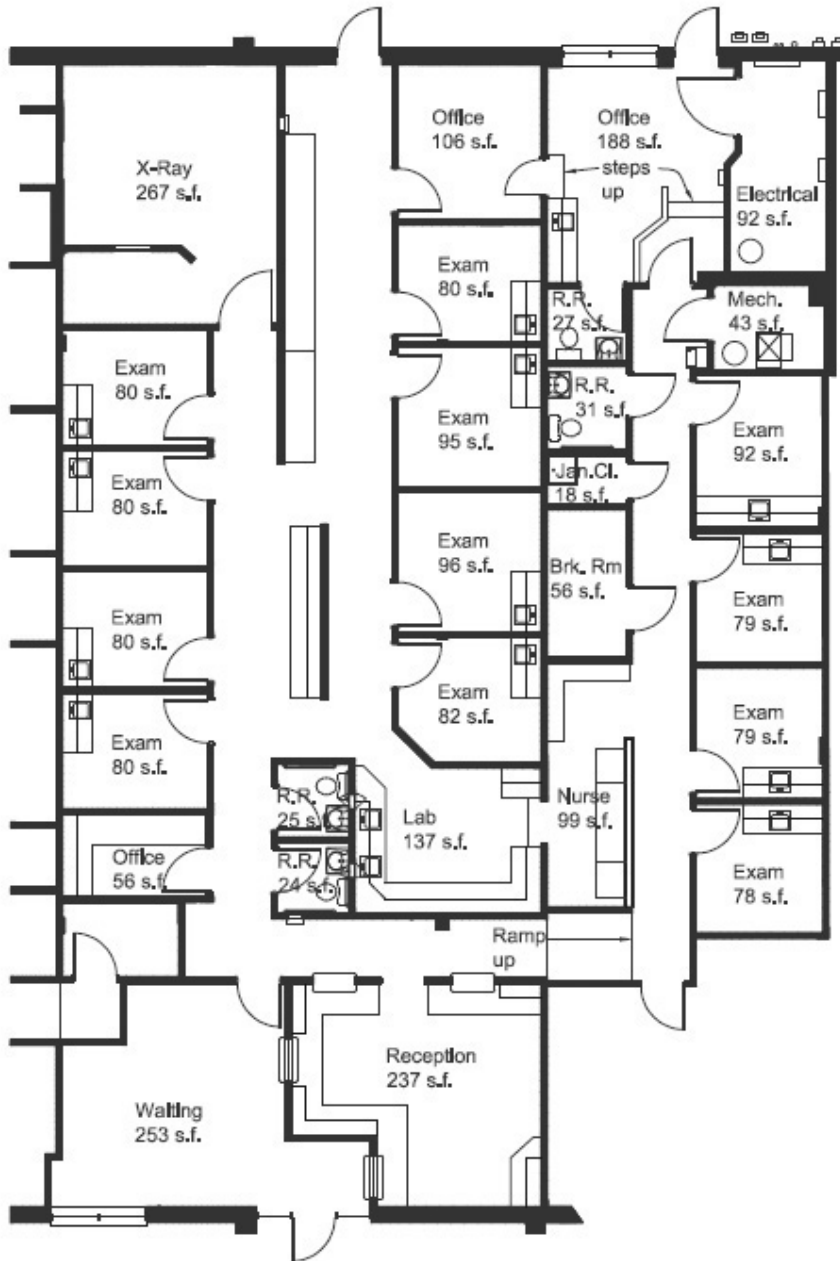 X-Ray
267 s.f.
Office
106 s.f.
Office
188 s.f.
steps
up
Electrical
92 s.f.
Exam
80 s.f.
R.R.
27 s.f.
Mech.
43 s.f.
Exam
80 s.f.
Exam
95 s.f.
R.R.
31 s.f.
Exam
92 s.f.
Exam
80 s.f.
Jan.Cl.
18 s.f.
Exam
96 s.f.
Brk. Rm
56 s.f.
Exam
79 s.f.
Exam
80 s.f.
Exam
82 s.f.
Exam
79 s.f.
Exam
80 s.f.
R.R.
25 s.f.
Lab
137 s.f.
Nurse
99 s.f.
Office
56 s.f.
R.R.
24 s.f.
Exam
78 s.f.
Ramp
up
Reception
237 s.f.
Waiting
253 s.f.